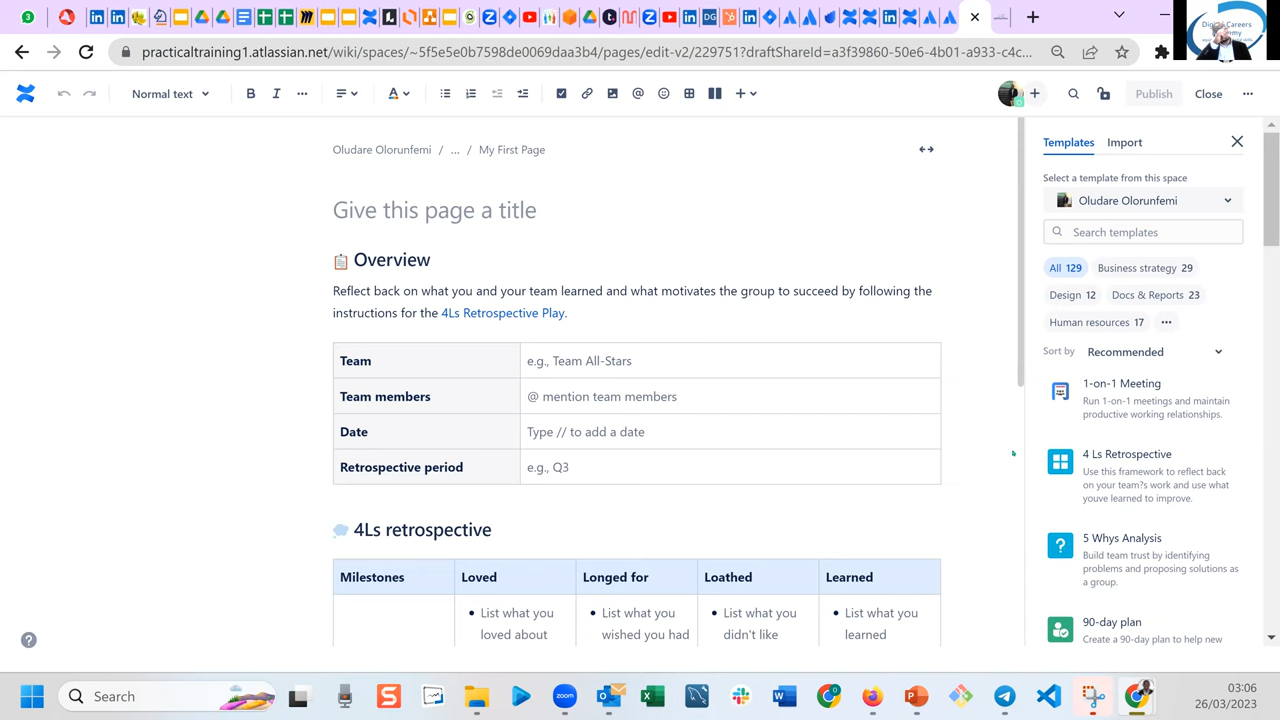 practicaltraining1.atlassian.net/wiki/spaces/~5f5e5e0b75980
pages/edit-v2/229751?draftShareId=a3f39860-50e6-4b01-a933-c4c...
Normal text
B
I
Publish
Close
Oludare Olorunfemi / ... / My First Page
Give this page a title
Overview
Reflect back on what you and your team learned and what motivates the group to succeed by following the
instructions for the 4Ls Retrospective Play.
Team
e.g., Team All-Stars
Team members
@ mention team members
Date
Type // to add a date
Retrospective period
e.g., Q3
4Ls retrospective
Milestones
Loved
Longed for
Loathed
Learned
• List what you
loved about
• List what you
wished you had
• List what you
didn't like
• List what you
learned
Templates
Import
Select a template from this space
Oludare Olorunfemi
Search templates
All 129
Business strategy 29
Design 12
Docs & Reports 23
Human resources 17
Sort by
Recommended
1-on-1 Meeting
Run 1-on-1 meetings and maintain
productive working relationships.
4 Ls Retrospective
Use this framework to reflect back
on your team?s work and use what
youve learned to improve.
5 Whys Analysis
Build team trust by identifying
problems and proposing solutions as
a group.
90-day plan
Create a 90-day plan to help new
Search
zoom
03:06
26/03/2023